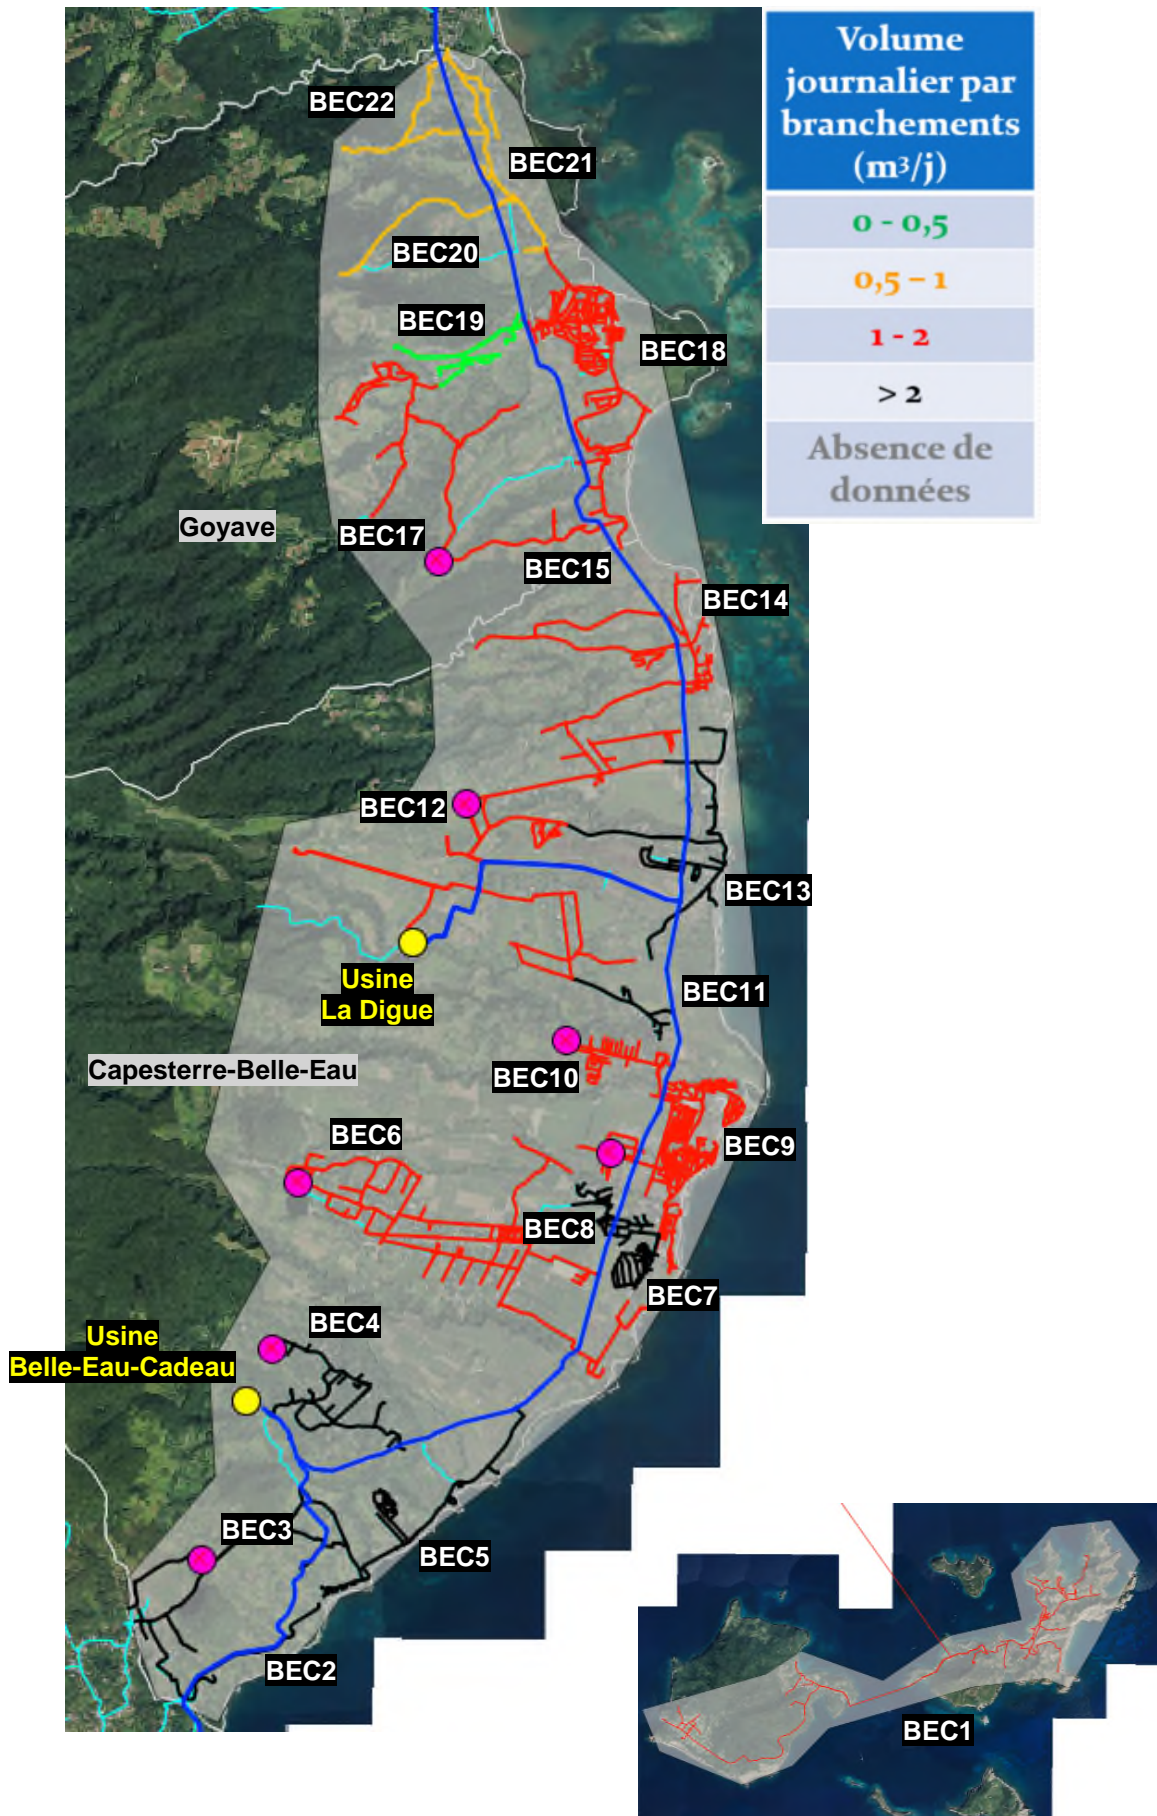 Volume
journalier par
branchements
(m³/j)
0 - 0,5
0,5 – 1
1 - 2
> 2
Absence de
données
BEC22
BEC21
BEC20
BEC19
BEC18
Goyave
BEC17
BEC15
BEC14
BEC12
BEC13
Usine
La Digue
BEC11
Capesterre-Belle-Eau
BEC10
BEC6
BEC9
BEC8
BEC7
BEC4
Usine
Belle-Eau-Cadeau
BEC3
BEC5
BEC2
BEC1